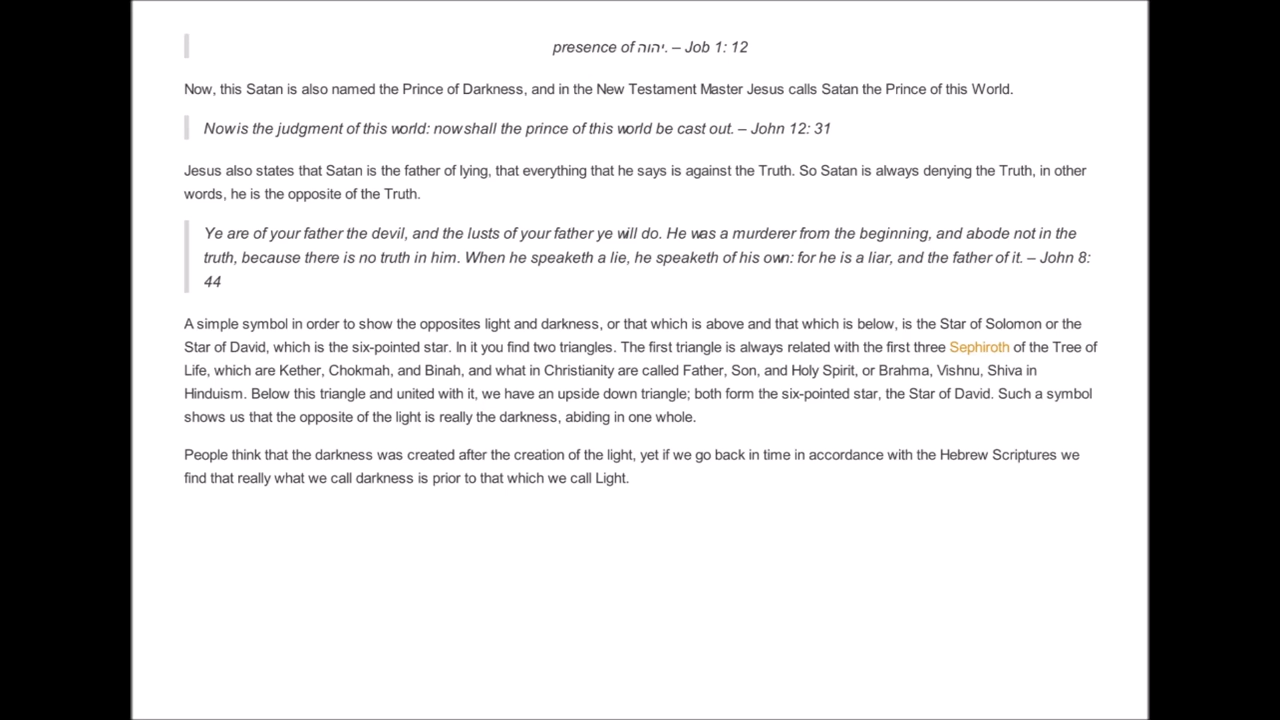 presence of יהוה. – Job 1: 12
Now, this Satan is also named the Prince of Darkness, and in the New Testament Master Jesus calls Satan the Prince of this World.
Now is the judgment of this world: now shall the prince of this world be cast out. – John 12: 31
Jesus also states that Satan is the father of lying, that everything that he says is against the Truth. So Satan is always denying the Truth, in other
words, he is the opposite of the Truth.
Ye are of your father the devil, and the lusts of your father ye will do. He was a murderer from the beginning, and abode not in the
truth, because there is no truth in him. When he speaketh a lie, he speaketh of his own: for he is a liar, and the father of it. – John 8:
44
A simple symbol in order to show the opposites light and darkness, or that which is above and that which is below, is the Star of Solomon or the
Star of David, which is the six-pointed star. In it you find two triangles. The first triangle is always related with the first three Sephiroth of the Tree of
Life, which are Kether, Chokmah, and Binah, and what in Christianity are called Father, Son, and Holy Spirit, or Brahma, Vishnu, Shiva in
Hinduism. Below this triangle and united with it, we have an upside down triangle; both form the six-pointed star, the Star of David. Such a symbol
shows us that the opposite of the light is really the darkness, abiding in one whole.
People think that the darkness was created after the creation of the light, yet if we go back in time in accordance with the Hebrew Scriptures we
find that really what we call darkness is prior to that which we call Light.